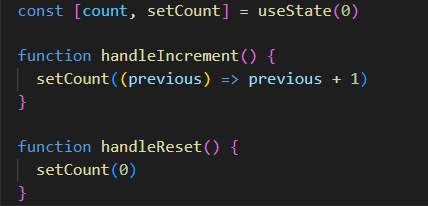 const [count, setCount] = useState(0)

function handleIncrement() {
  setCount((previous) => previous + 1)
}

function handleReset() {
  setCount(0)
}